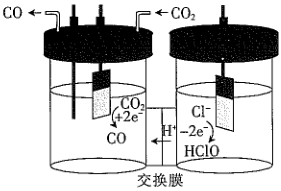 CO ← ← CO₂
CO₂
+2e⁻
CO
H⁺
Cl⁻
−2e⁻
HClO
交换膜